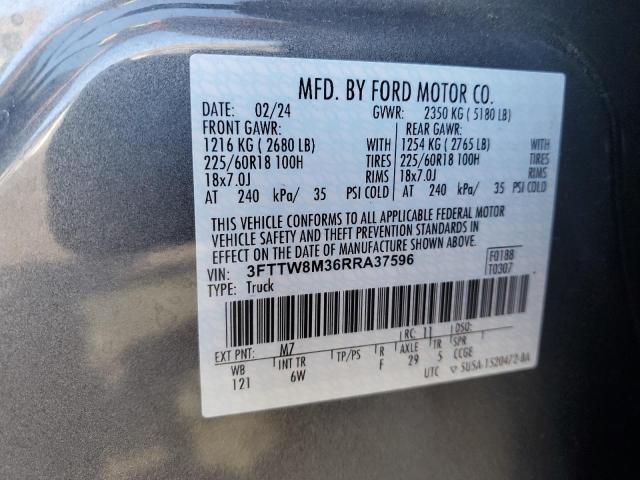 MFD. BY FORD MOTOR CO.
DATE: 02/24 GVWR: 2350 KG ( 5180 LB)
FRONT GAWR: REAR GAWR:
1216 KG ( 2680 LB) WITH 1254 KG ( 2765 LB) WITH
225/60R18 100H TIRES 225/60R18 100H TIRES
18x7.0J RIMS 18x7.0J RIMS
AT 240 kPa/ 35 PSI COLD AT 240 kPa/ 35 PSI COLD
THIS VEHICLE CONFORMS TO ALL APPLICABLE FEDERAL MOTOR
VEHICLE SAFETY AND THEFT PREVENTION STANDARDS IN
EFFECT ON THE DATE OF MANUFACTURE SHOWN ABOVE.
VIN: 3FTTW8M36RRA37596 F0188
TYPE: Truck T0307
RC: 11 DSO:
EXT PNT: M7
WB INT TR TP/PS R AXLE TR SPR
121 6W F 29 5 CCGE
UTC